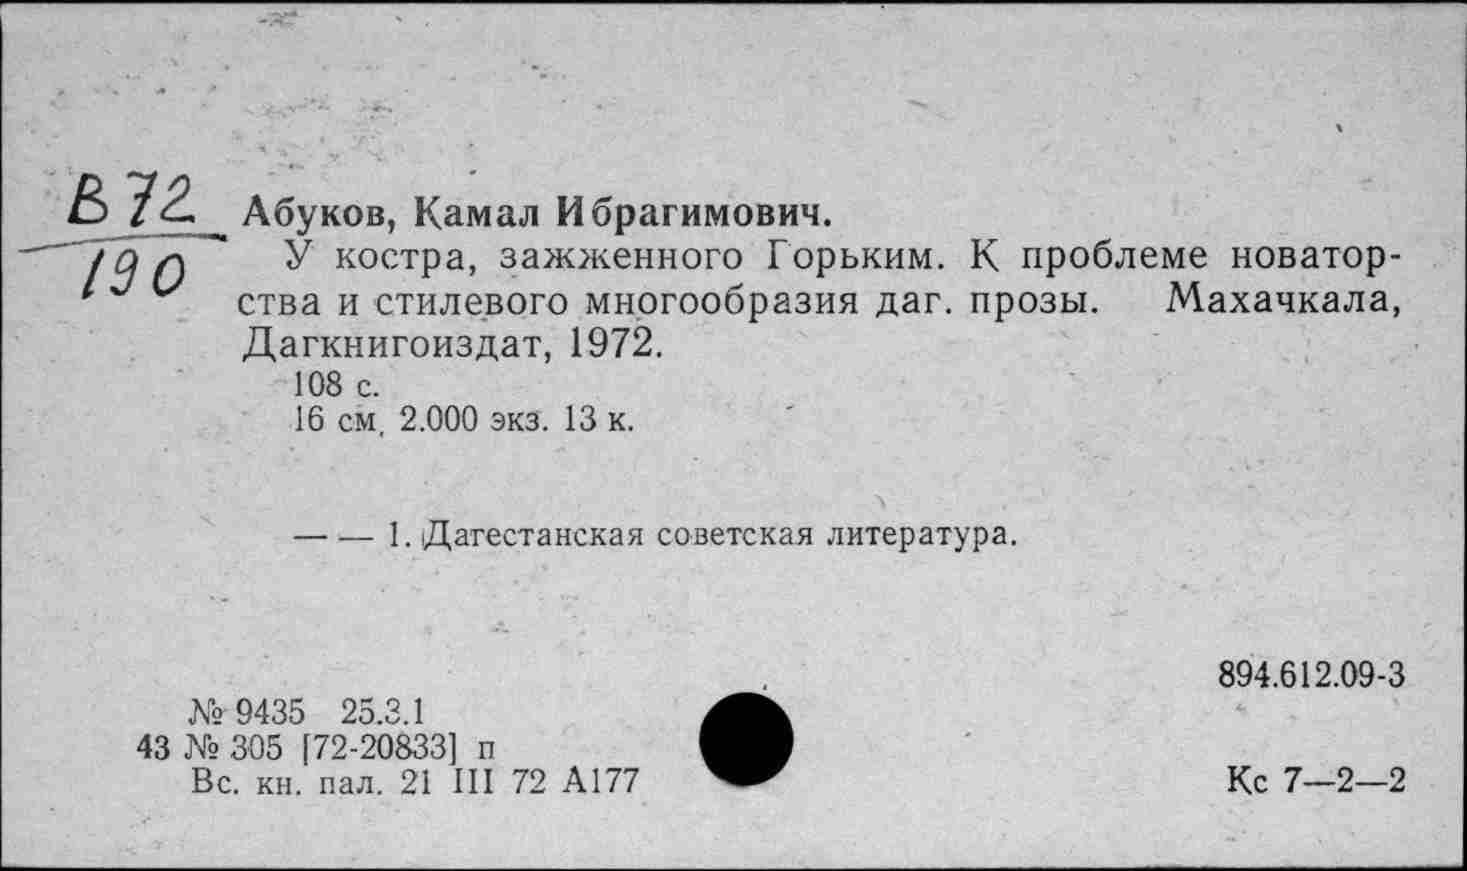 В 72
190
Абуков, Камал Ибрагимович.
У костра, зажженного Горьким. К проблеме новатор-
ства и стилевого многообразия даг. прозы. Махачкала,
Дагкнигоиздат, 1972.
108 с.
16 см. 2.000 экз. 13 к.
— — 1. Дагестанская советская литература.
894.612.09-3
№ 9435 25.3.1
43 № 305 [72-20833] п
Вс. кн. пал. 21 III 72 А177
Кс 7—2—2